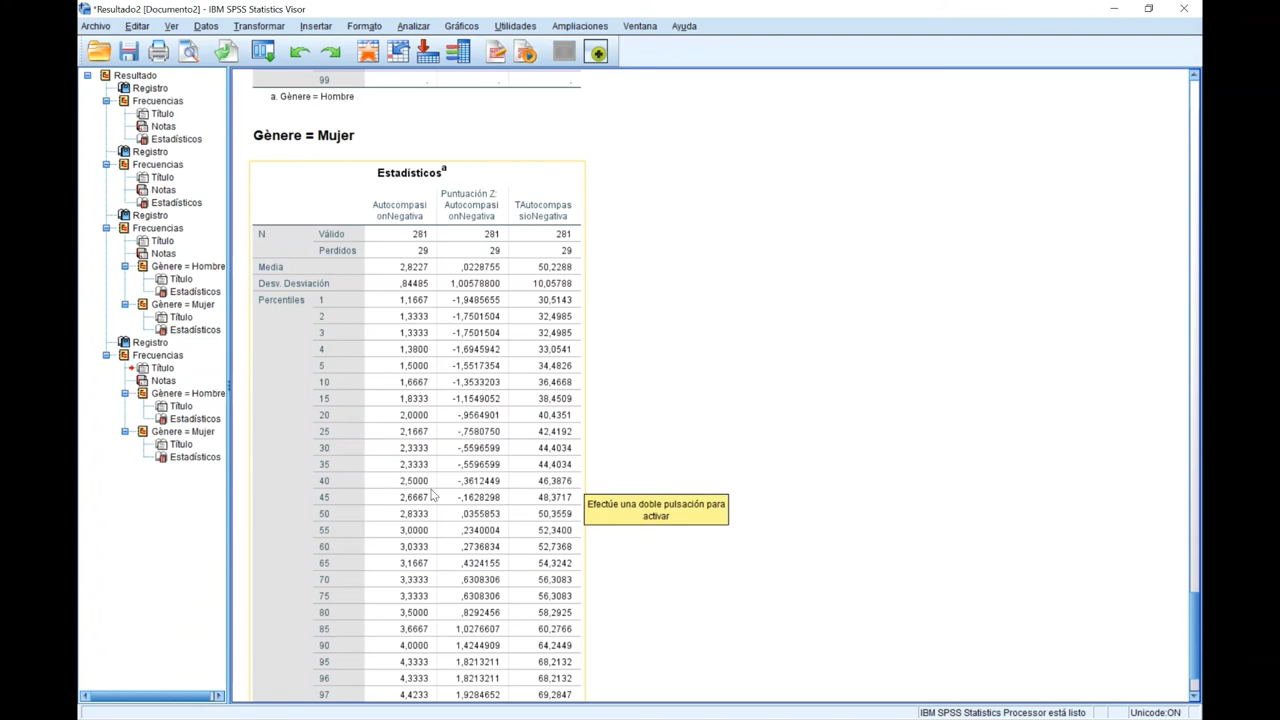 *Resultado2 [Documento2] - IBM SPSS Statistics Visor
Archivo Editar Ver Datos Transformar Insertar Formato Analizar Gráficos Utilidades Ampliaciones Ventana Ayuda
Resultado
Registro
Frecuencias
Título
Notas
Estadísticos
Registro
Frecuencias
Título
Notas
Estadísticos
Registro
Frecuencias
Título
Notas
Gènere = Hombre
Título
Estadísticos
Gènere = Mujer
Título
Estadísticos
Registro
Frecuencias
Título
Notas
Gènere = Hombre
Título
Estadísticos
Gènere = Mujer
Título
Estadísticos
99 . . .
a. Gènere = Hombre
Gènere = Mujer
Estadísticos a
Puntuación Z:
Autocompasi Autocompasi TAutocompas
onNegativa onNegativa sioNegativa
N Válido 281 281 281
Perdidos 29 29 29
Media 2,8227 ,0228755 50,2288
Desv. Desviación ,84485 1,00578800 10,05788
Percentiles 1 1,1667 -1,9485655 30,5143
2 1,3333 -1,7501504 32,4985
3 1,3333 -1,7501504 32,4985
4 1,3800 -1,6945942 33,0541
5 1,5000 -1,5517354 34,4826
10 1,6667 -1,3533203 36,4668
15 1,8333 -1,1549052 38,4509
20 2,0000 -,9564901 40,4351
25 2,1667 -,7580750 42,4192
30 2,3333 -,5596599 44,4034
35 2,3333 -,5596599 44,4034
40 2,5000 -,3612449 46,3876
45 2,6667 -,1628298 48,3717
50 2,8333 ,0355853 50,3559
55 3,0000 ,2340004 52,3400
60 3,0333 ,2736834 52,7368
65 3,1667 ,4324155 54,3242
70 3,3333 ,6308306 56,3083
75 3,3333 ,6308306 56,3083
80 3,5000 ,8292456 58,2925
85 3,6667 1,0276607 60,2766
90 4,0000 1,4244909 64,2449
95 4,3333 1,8213211 68,2132
96 4,3333 1,8213211 68,2132
97 4,4233 1,9284652 69,2847
Efectúe una doble pulsación para
activar
IBM SPSS Statistics Processor está listo Unicode:ON